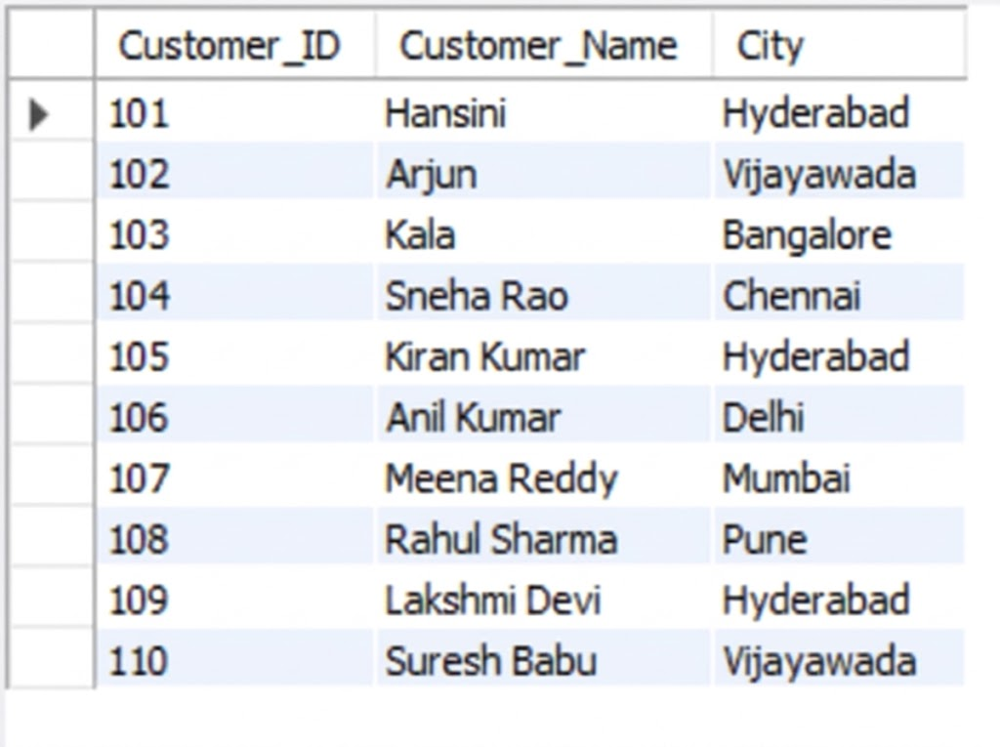 Customer_ID Customer_Name City
101 Hansini Hyderabad
102 Arjun Vijayawada
103 Kala Bangalore
104 Sneha Rao Chennai
105 Kiran Kumar Hyderabad
106 Anil Kumar Delhi
107 Meena Reddy Mumbai
108 Rahul Sharma Pune
109 Lakshmi Devi Hyderabad
110 Suresh Babu Vijayawada